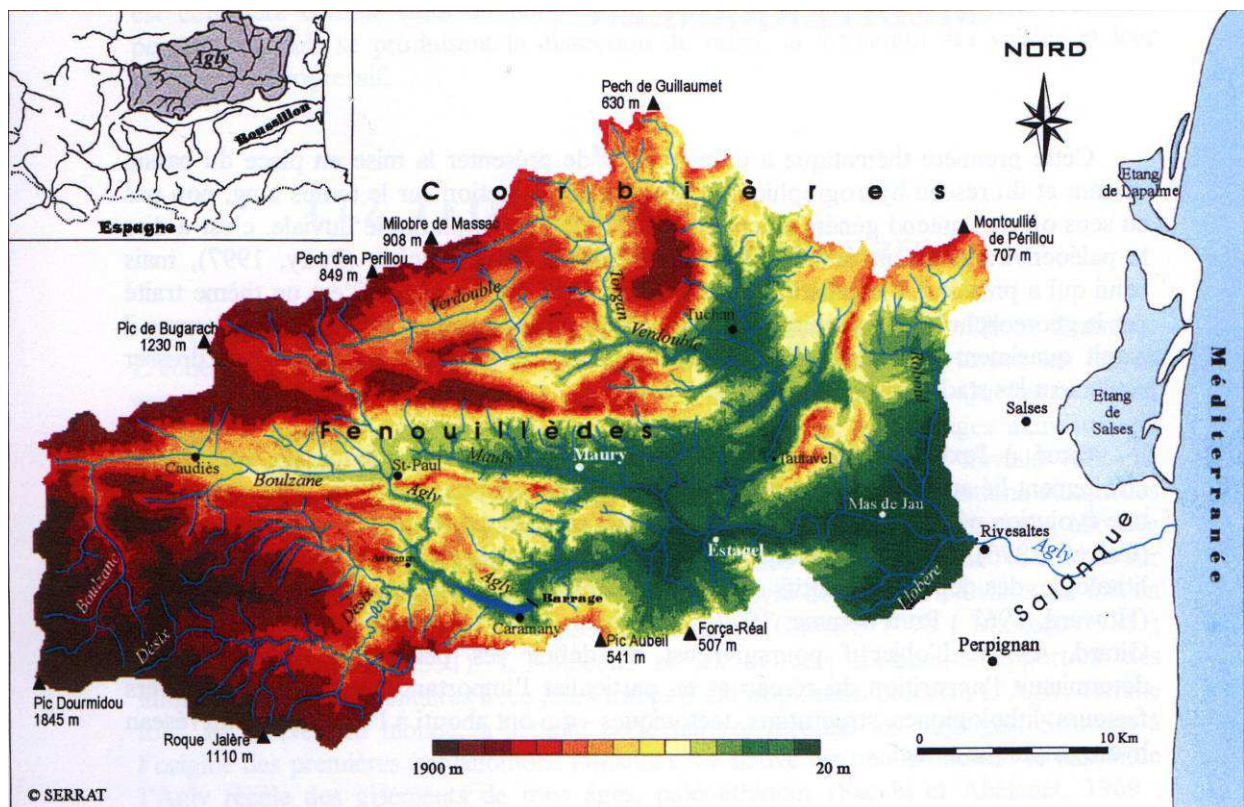 Agly
Roussillon
Espagne
NORD
Pech de Guillaumet
630 m
Corbières
Etang
de Lapalme
Milobre de Massac
908 m
Montoullié
de Périllou
707 m
Pech d'en Perillou
849 m
Verdouble
Torgan
Tuchan
Verdouble
Pic de Bugarach
1230 m
Méditerranée
Salses
Etang
de
Salses
Fenouillèdes
Maury
Maury
Tautavel
Caudiès
St-Paul
Boulzane
Agly
Mas de Jau
Rivesaltes
Agly
Salanque
Estagel
Agly
Barrage
Llabère
Boulzane
Désix
Désix
Caramany
Pic Aubeil
541 m
Força-Réal
507 m
Perpignan
Pic Dourmidou
1845 m
Roque Jalère
1110 m
1900 m
20 m
0
10 Km
© SERRAT